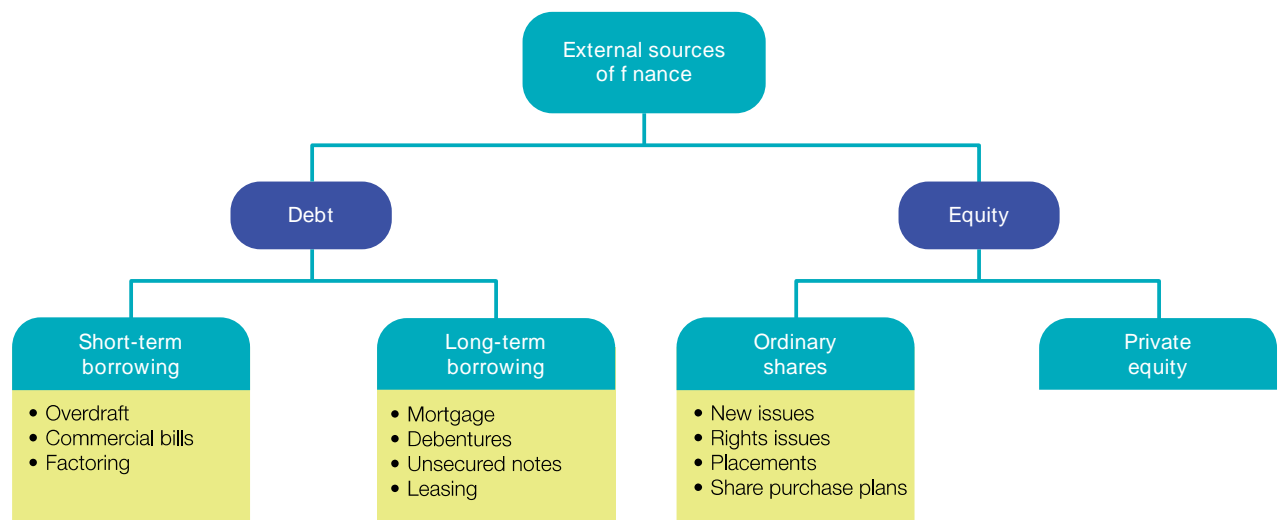 External sources
of f nance
Debt
Equity
Short-term
borrowing
Long-term
borrowing
Ordinary
shares
Private
equity
• Overdraft
• Commercial bills
• Factoring
• Mortgage
• Debentures
• Unsecured notes
• Leasing
• New issues
• Rights issues
• Placements
• Share purchase plans